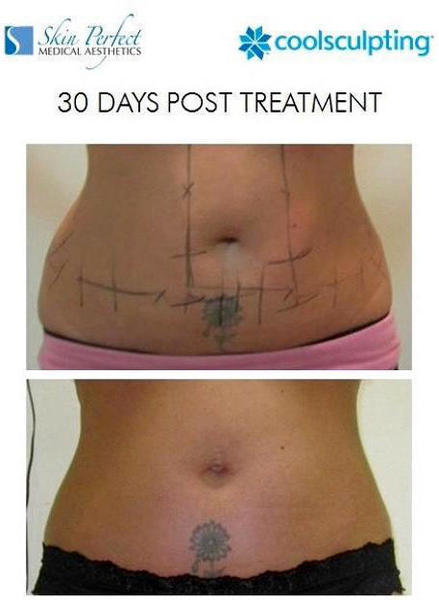 Skin Perfect
MEDICAL AESTHETICS
coolsculpting
30 DAYS POST TREATMENT